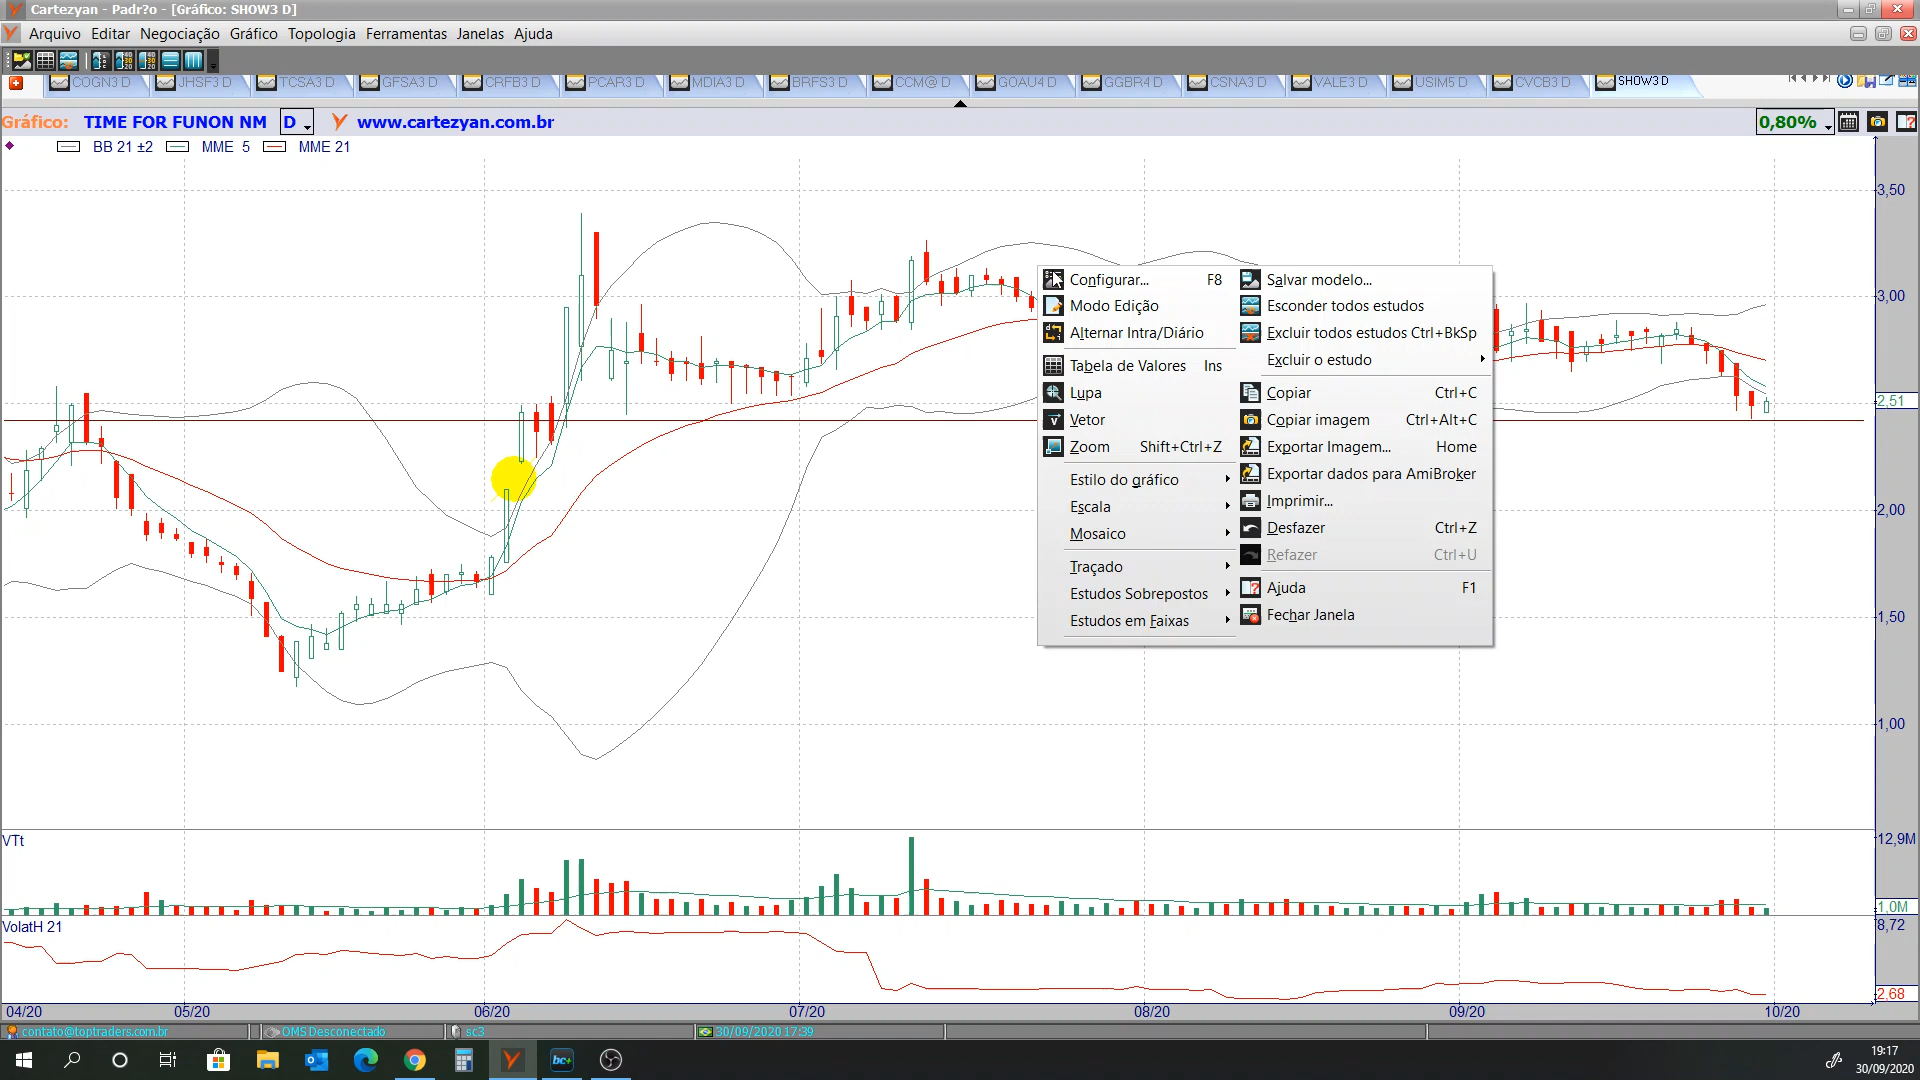 Cartezyan - Padr?o - [Gráfico: SHOW3 D]
Arquivo Editar Negociação Gráfico Topologia Ferramentas Janelas Ajuda
COGN3 D JHSF3 D TCSA3 D GFSA3 D CRFB3 D PCAR3 D MDIA3 D BRFS3 D CCM@ D GOAU4 D GGBR4 D CSNA3 D VALE3 D USIM5 D CVCB3 D SHOW3 D
Gráfico: TIME FOR FUNON NM D www.cartezyan.com.br 0,80%
BB 21 ±2 MME 5 MME 21
3,50
3,00
2,51
2,00
1,50
1,00
Configurar... F8
Modo Edição
Alternar Intra/Diário
Tabela de Valores Ins
Lupa
Vetor
Zoom Shift+Ctrl+Z
Estilo do gráfico
Escala
Mosaico
Traçado
Estudos Sobrepostos
Estudos em Faixas
Salvar modelo...
Esconder todos estudos
Excluir todos estudos Ctrl+BkSp
Excluir o estudo
Copiar Ctrl+C
Copiar imagem Ctrl+Alt+C
Exportar Imagem... Home
Exportar dados para AmiBroker
Imprimir...
Desfazer Ctrl+Z
Refazer Ctrl+U
Ajuda F1
Fechar Janela
VTt
12,9M
1,0M
VolatH 21
8,72
2,68
04/20 05/20 06/20 07/20 08/20 09/20 10/20
contato@toptraders.com.br OMS Desconectado sc3 30/09/2020 17:39
bc+
19:17
30/09/2020